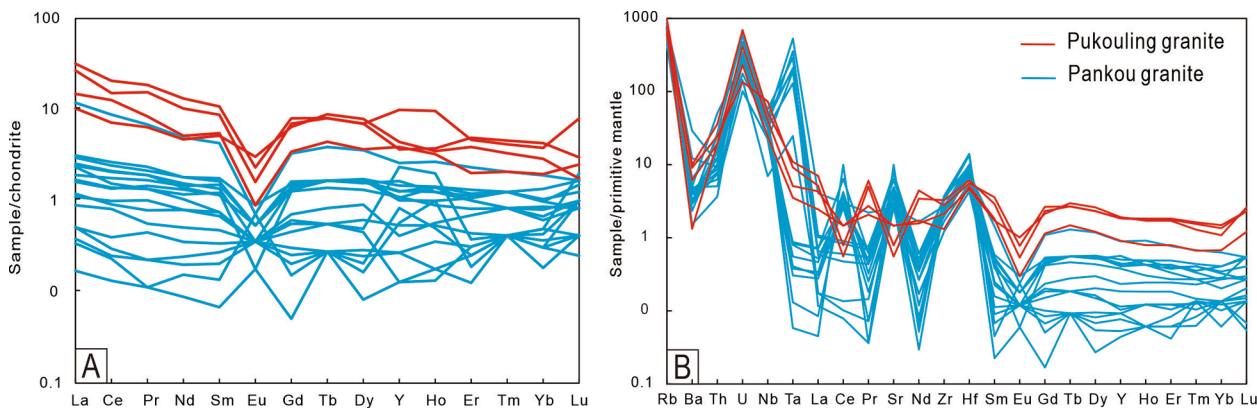 100
10
1
0
0.1
Sample/chondrite
A
La Ce Pr Nd Sm Eu Gd Tb Dy Y Ho Er Tm Yb Lu
1000
100
10
1
0
0.1
Sample/primitive mantle
Pukouling granite
Pankou granite
B
Rb Ba Th U Nb Ta La Ce Pr Sr Nd Zr Hf Sm Eu Gd Tb Dy Y Ho Er Tm Yb Lu